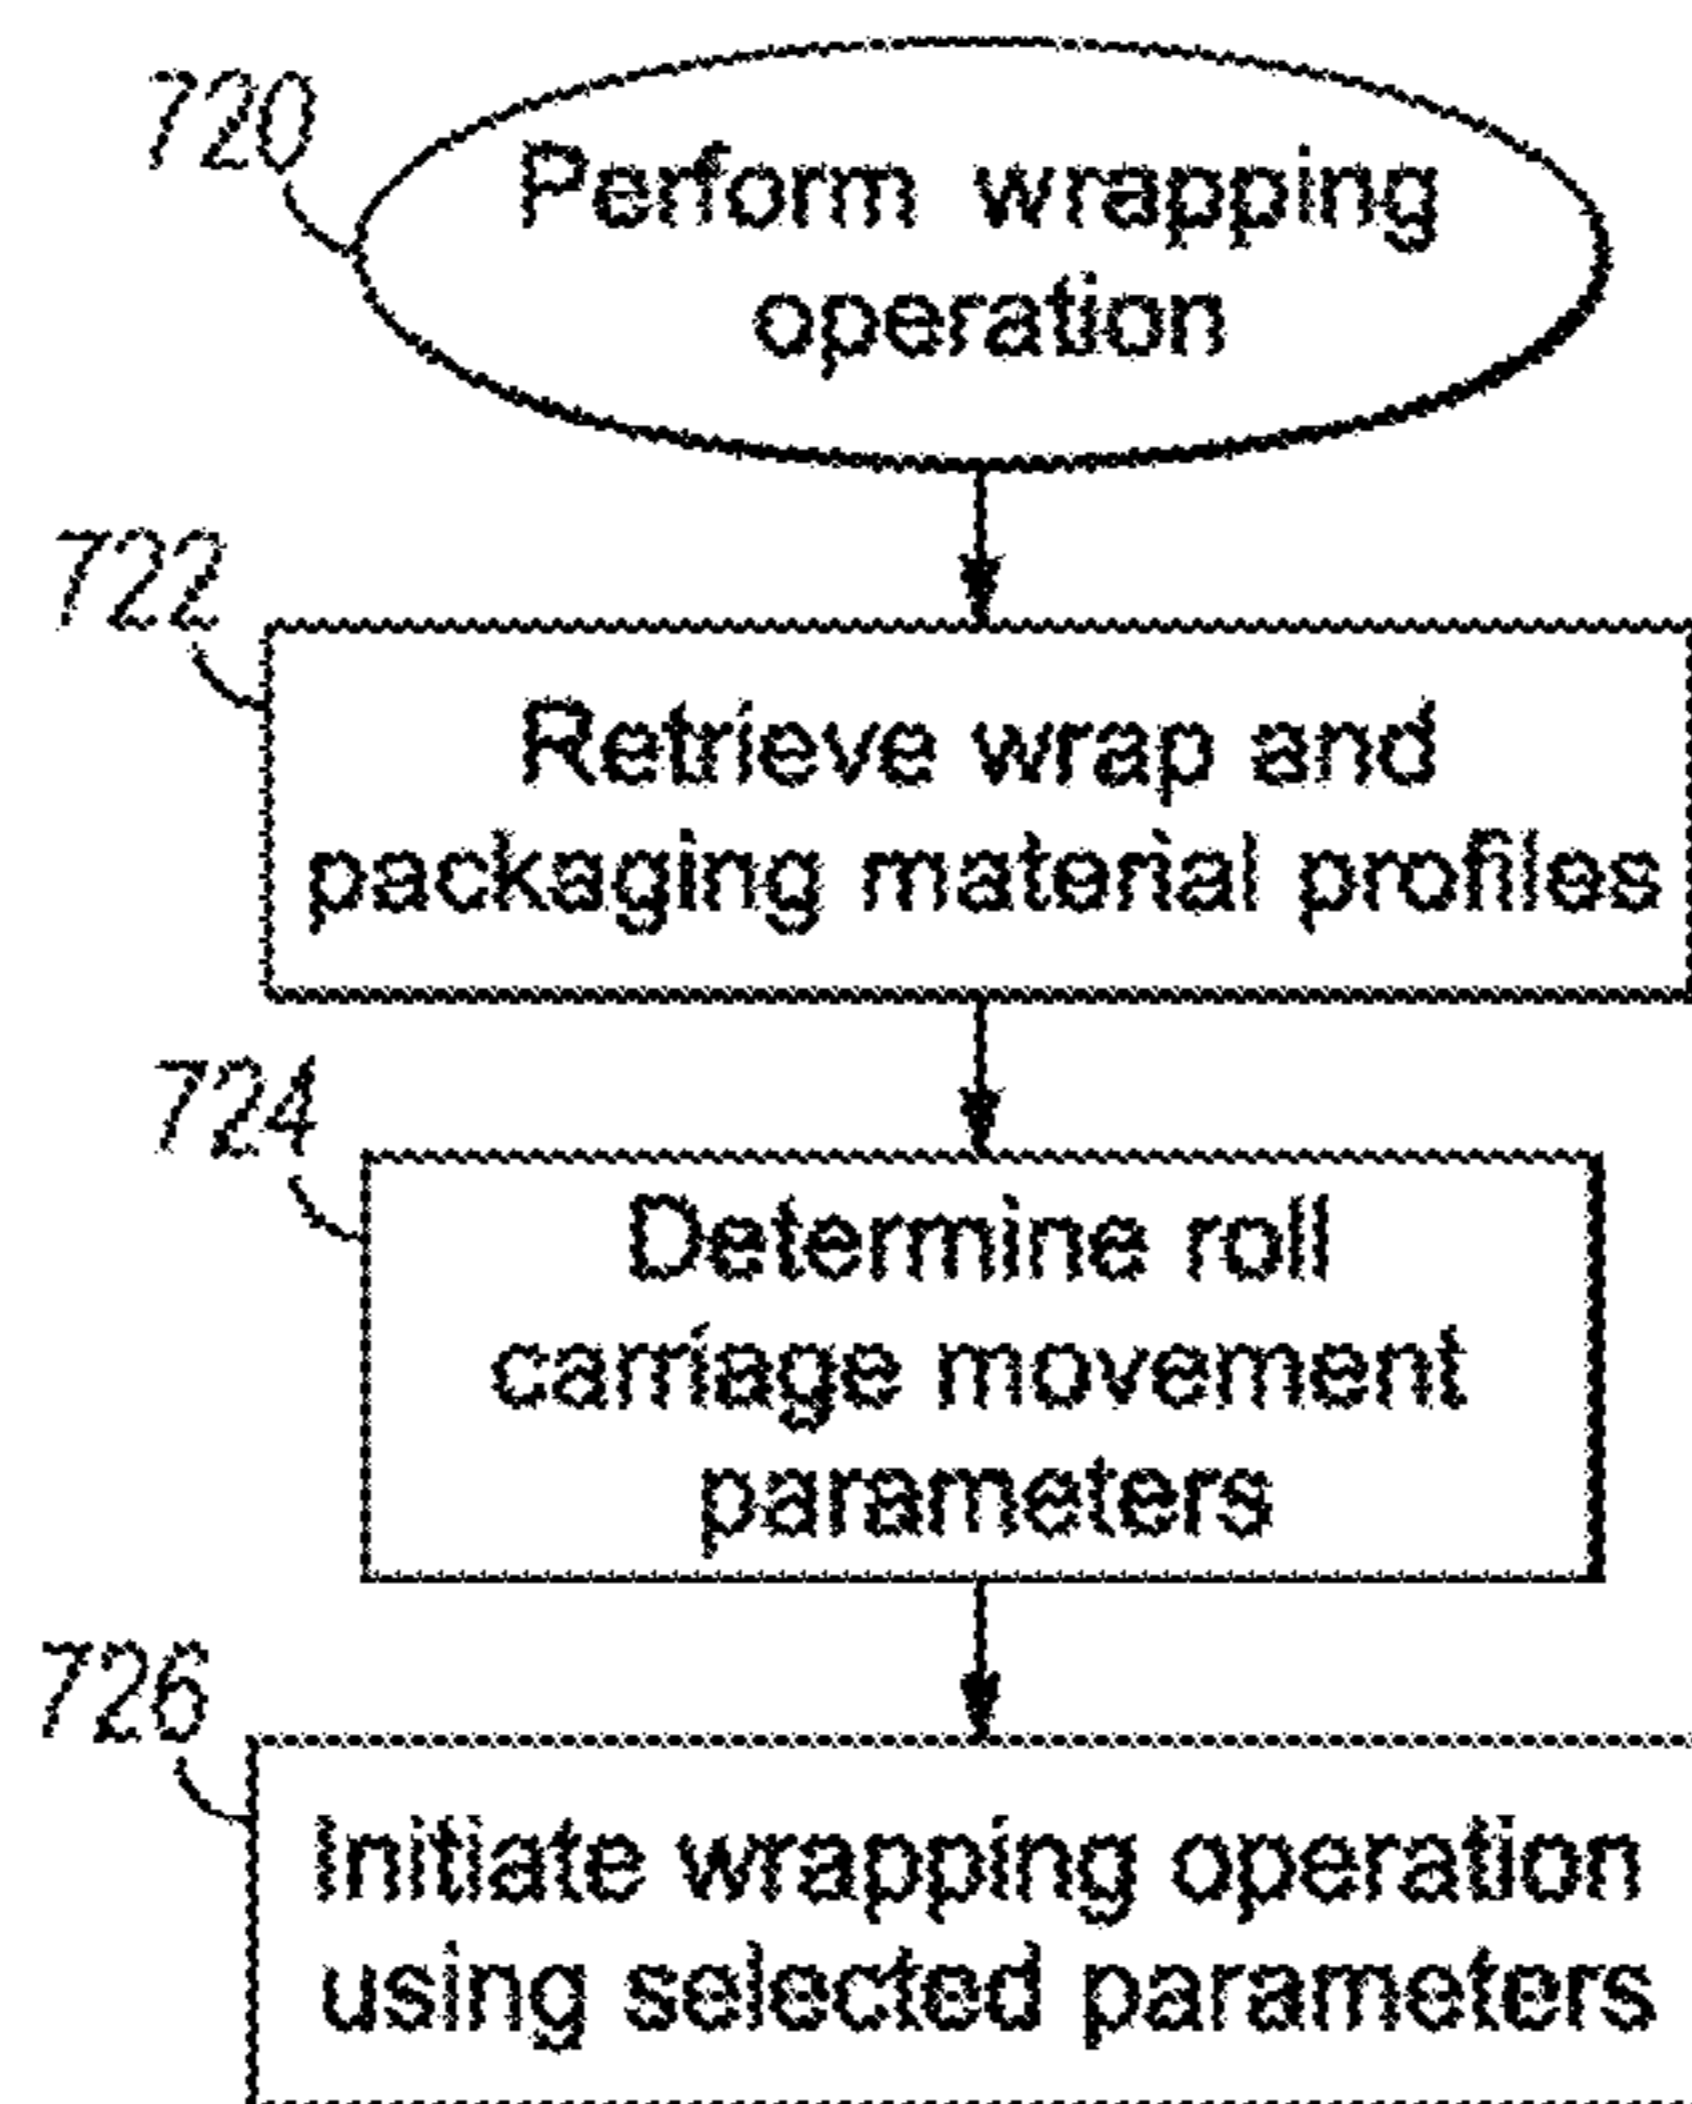 720
Perform wrapping
operation
722
Retrieve wrap and
packaging material profiles
724
Determine roll
carriage movement
parameters
726
Initiate wrapping operation
using selected parameters